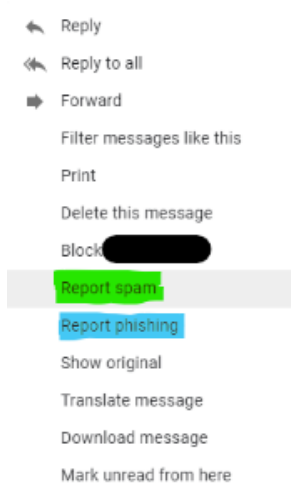 Reply
Reply to all
Forward
Filter messages like this
Print
Delete this message
Block
Report spam
Report phishing
Show original
Translate message
Download message
Mark unread from here